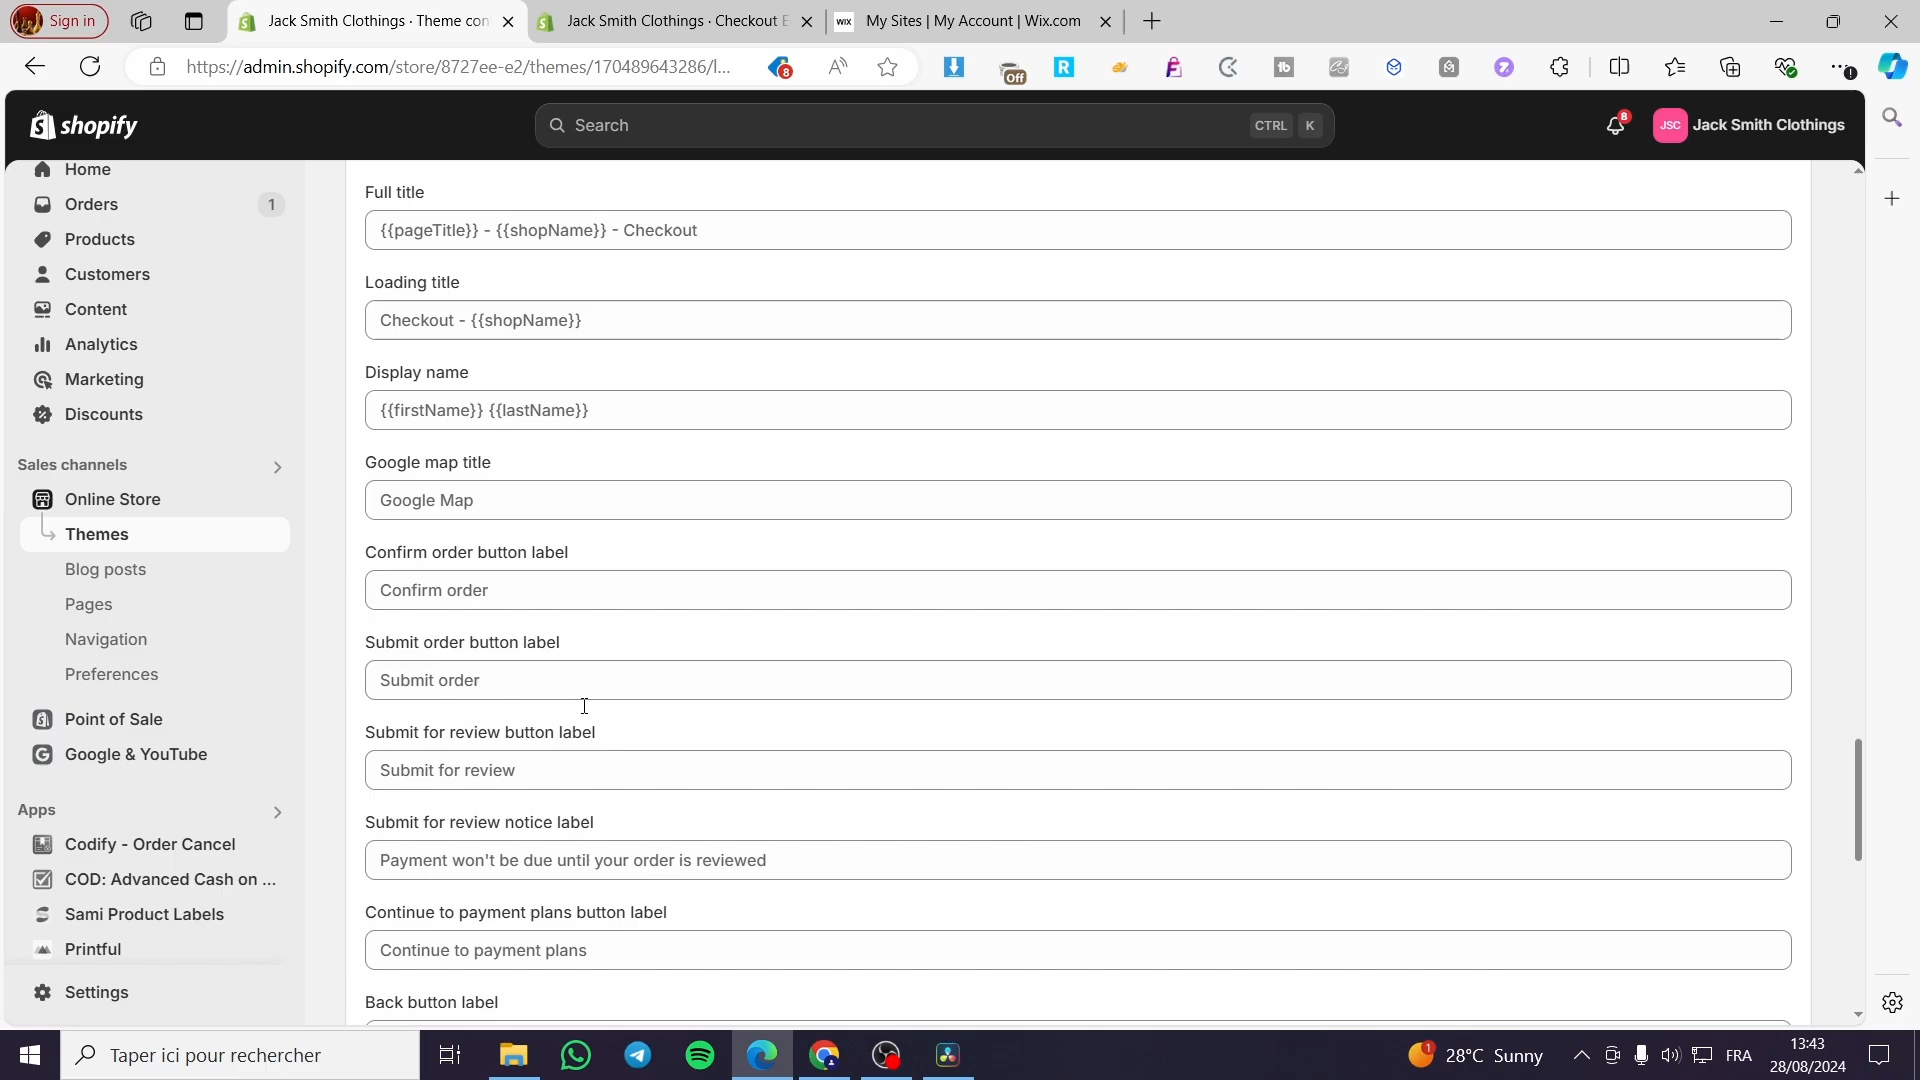 Sign in
Jack Smith Clothings · Theme con
Jack Smith Clothings · Checkout E
WIX
My Sites | My Account | Wix.com
https://admin.shopify.com/store/8727ee-e2/themes/170489643286/l...
8
Off
shopify
Search
CTRL
K
8
JSC
Jack Smith Clothings
Home
Orders
1
Products
Customers
Content
Analytics
Marketing
Discounts
Sales channels
Online Store
Themes
Blog posts
Pages
Navigation
Preferences
Point of Sale
Google & YouTube
Apps
Codify - Order Cancel
COD: Advanced Cash on ...
Sami Product Labels
Printful
Settings
Full title
{{pageTitle}} - {{shopName}} - Checkout
Loading title
Checkout - {{shopName}}
Display name
{{firstName}} {{lastName}}
Google map title
Google Map
Confirm order button label
Confirm order
Submit order button label
Submit order
Submit for review button label
Submit for review
Submit for review notice label
Payment won't be due until your order is reviewed
Continue to payment plans button label
Continue to payment plans
Back button label
Taper ici pour rechercher
1
28°C Sunny
FRA
13:43
28/08/2024